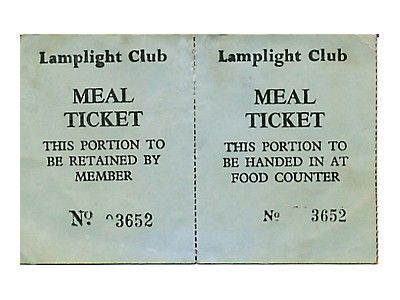 Lamplight Club
MEAL
TICKET
THIS PORTION TO
BE RETAINED BY
MEMBER
No 03652
Lamplight Club
MEAL
TICKET
THIS PORTION TO
BE HANDED IN AT
FOOD COUNTER
No 3652